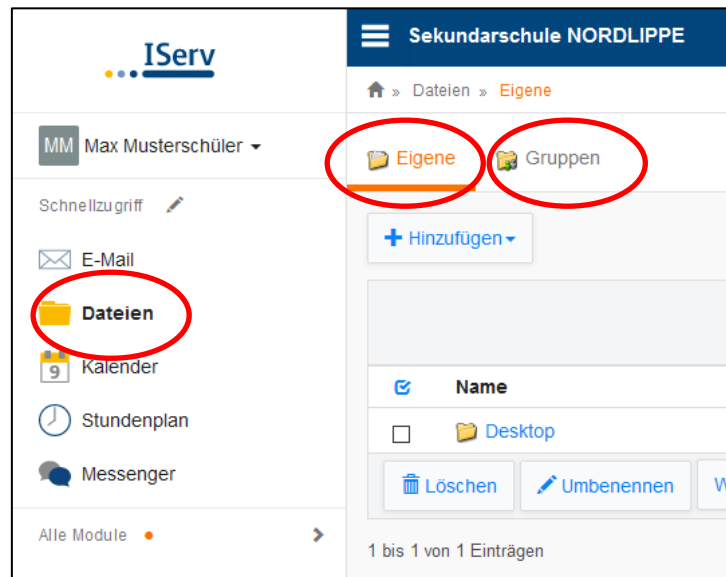 IServ
MM Max Musterschüler
Schnellzugriff
E-Mail
Dateien
9 Kalender
Stundenplan
Messenger
Alle Module
Sekundarschule NORDLIPPE
» Dateien » Eigene
Eigene Gruppen
Hinzufügen
Name
Desktop
Löschen Umbenennen
1 bis 1 von 1 Einträgen